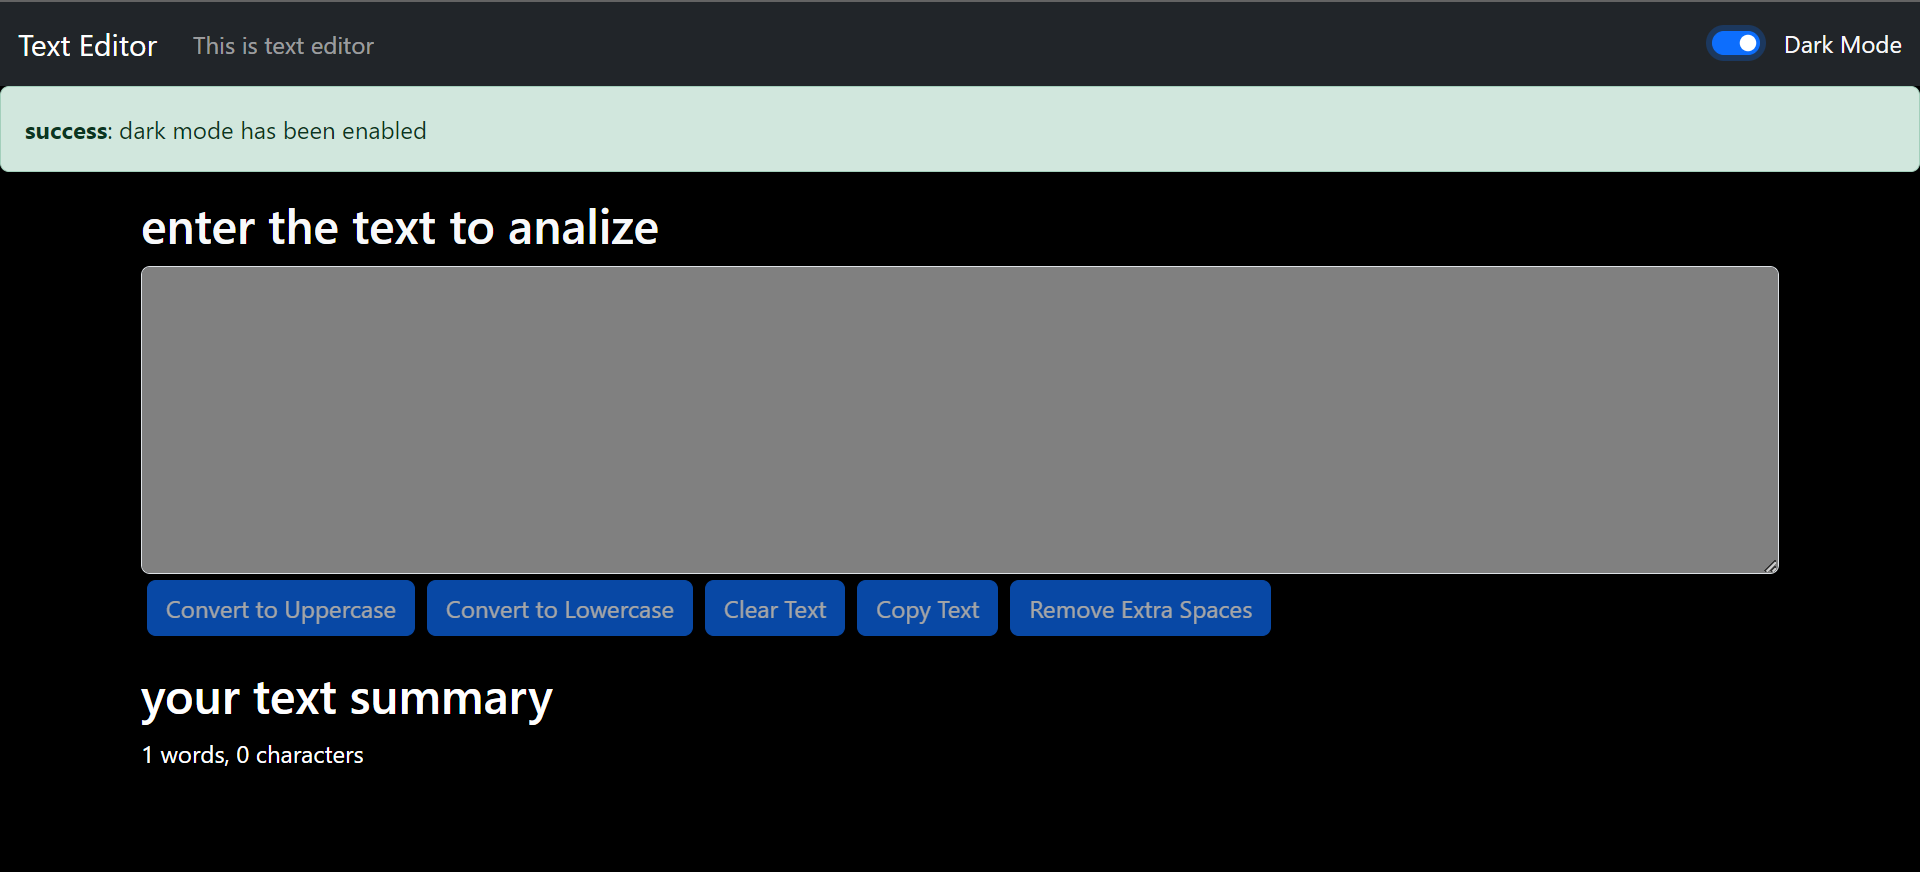 Text Editor This is text editor Dark Mode
success: dark mode has been enabled
enter the text to analize
Convert to Uppercase Convert to Lowercase Clear Text Copy Text Remove Extra Spaces
your text summary
1 words, 0 characters